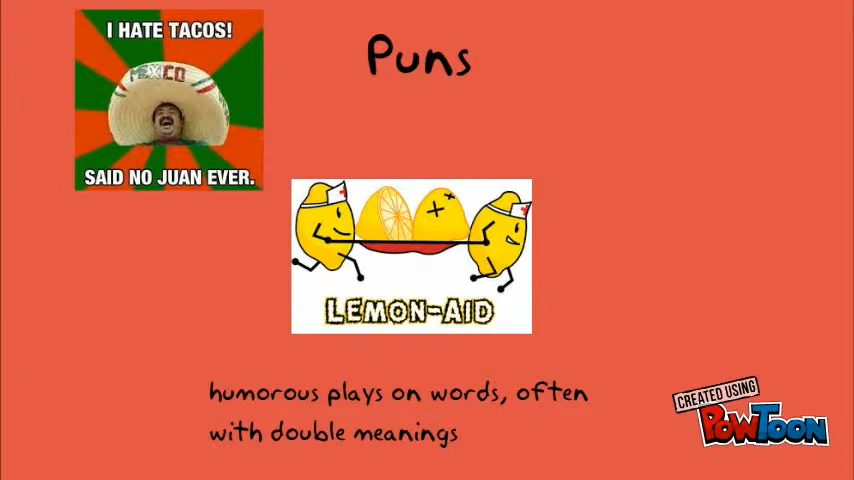 I HATE TACOS!
Puns
MEXICO
SAID NO JUAN EVER.
LEMON-AID
humorous plays on words, often
with double meanings
CREATED USING
POWTOON